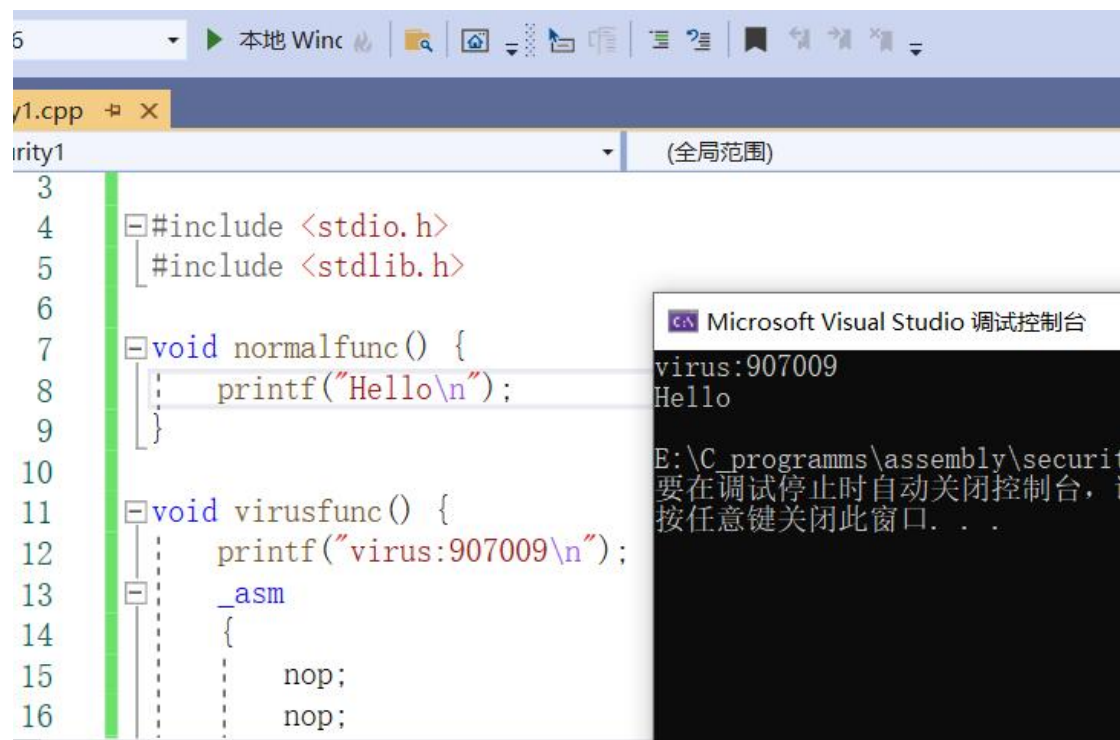 6 本地 Winc
y1.cpp
rity1 (全局范围)
3
4 #include <stdio.h>
5 #include <stdlib.h>
6
7 void normalfunc() {
8 printf("Hello\n");
9 }
10
11 void virusfunc() {
12 printf("virus:907009\n");
13 _asm
14 {
15 nop;
16 nop;
Microsoft Visual Studio 调试控制台
virus:907009
Hello
E:\C_programms\assembly\securit
要在调试停止时自动关闭控制台，
按任意键关闭此窗口. . .